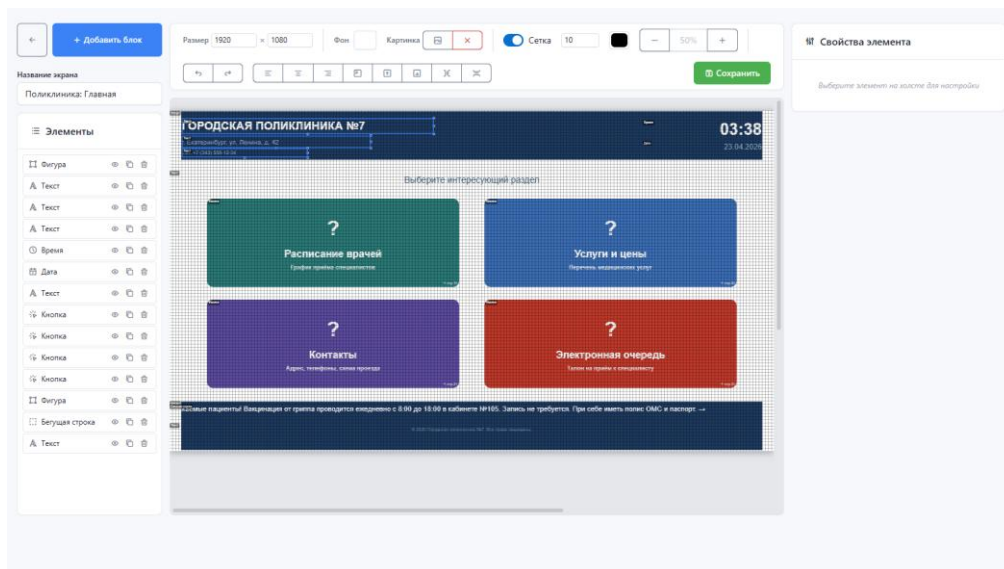 + Добавить блок
Название экрана
Поликлиника: Главная
Элементы
Фигура
Текст
Текст
Текст
Время
Дата
Текст
Кнопка
Кнопка
Кнопка
Кнопка
Фигура
Бегущая строка
Текст
Размер 1920 × 1080 Фон Картинка Сетка 10 − 50% +
Сохранить
ГОРОДСКАЯ ПОЛИКЛИНИКА №7
г. Екатеринбург, ул. Ленина, д. 42
03:38
23.04.2026
Выберите интересующий раздел
?
Расписание врачей
График приёма специалистов
?
Услуги и цены
Перечень медицинских услуг
?
Контакты
Адрес, телефоны, схема проезда
?
Электронная очередь
Талон на приём к специалисту
пациенты! Вакцинация от гриппа проводится ежедневно с 8:00 до 18:00 в кабинете №105. Запись не требуется. При себе иметь полис ОМС и паспорт. —
Свойства элемента
Выберите элемент на холсте для настройки